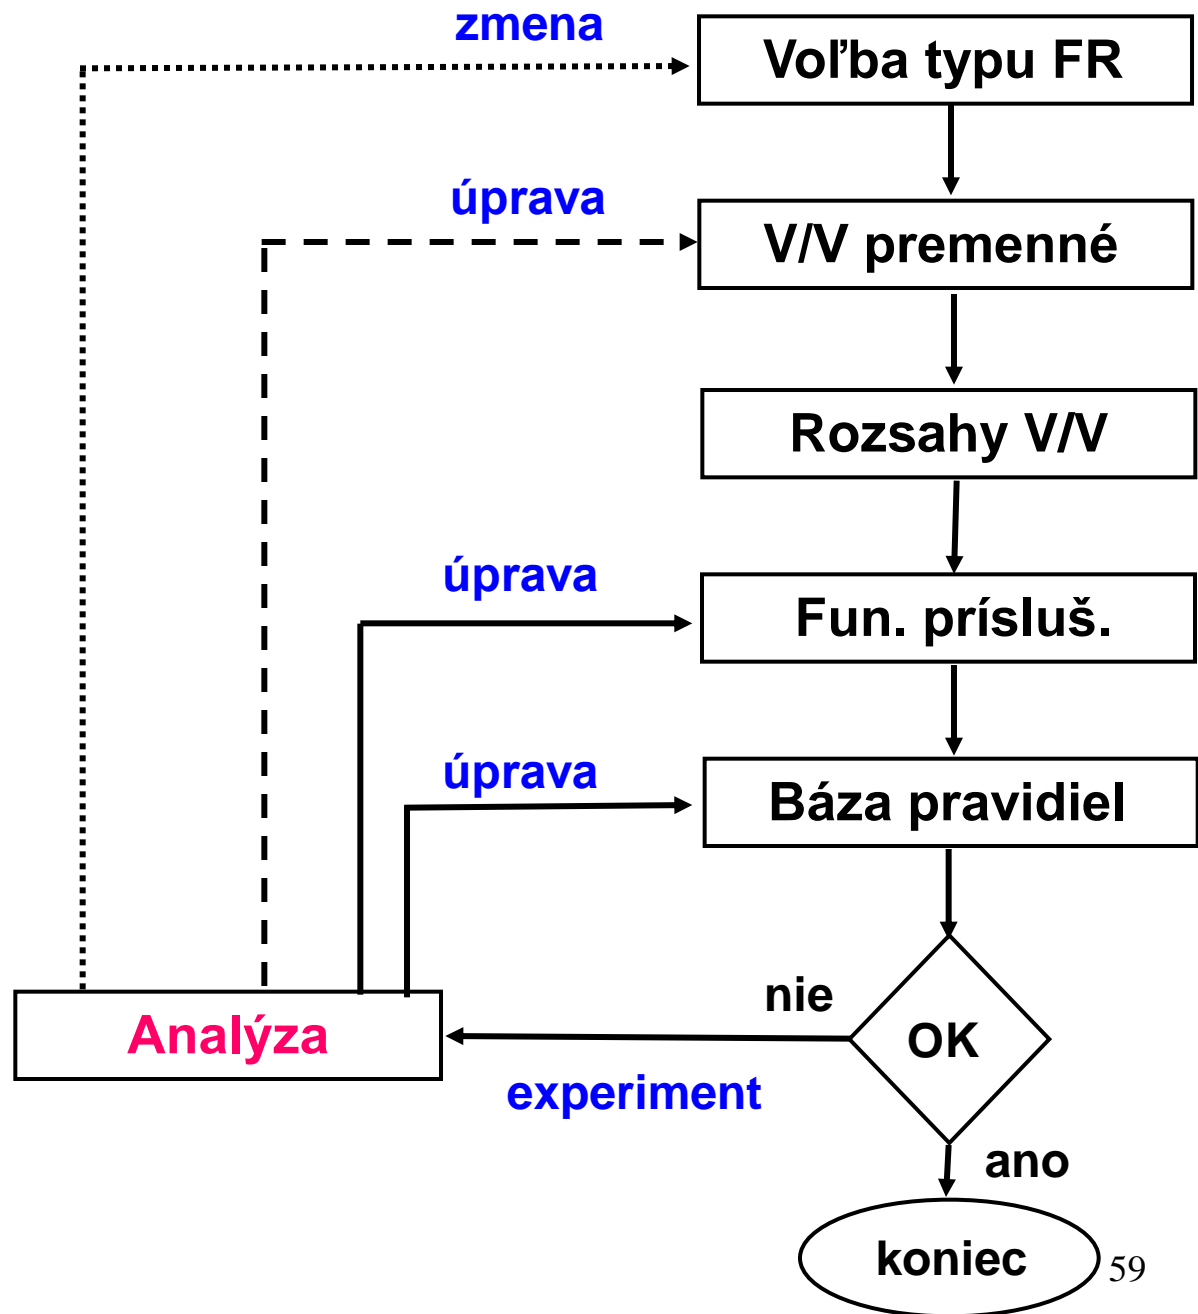 zmena
Voľba typu FR
úprava
V/V premenné
Rozsahy V/V
úprava
Fun. prísluš.
úprava
Báza pravidiel
nie
OK
Analýza
experiment
ano
koniec
59